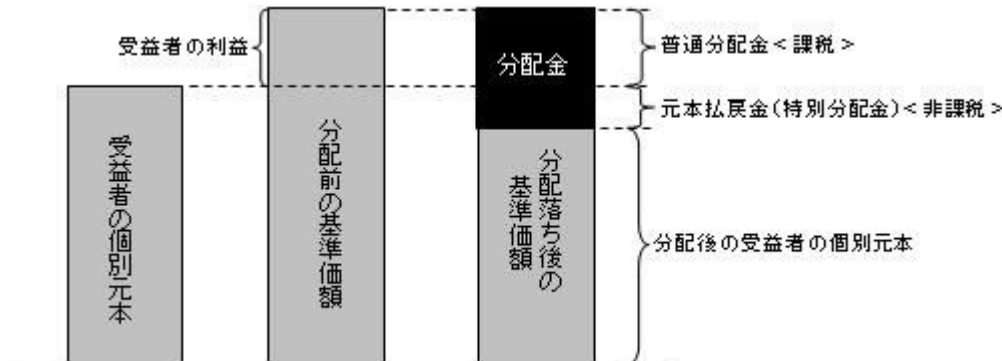 受益者の利益
分配金
普通分配金<課税>
元本払戻金(特別分配金)<非課税>
受益者の個別元本
分配前の基準価額
分配落ち後の
基準価額
分配後の受益者の個別元本